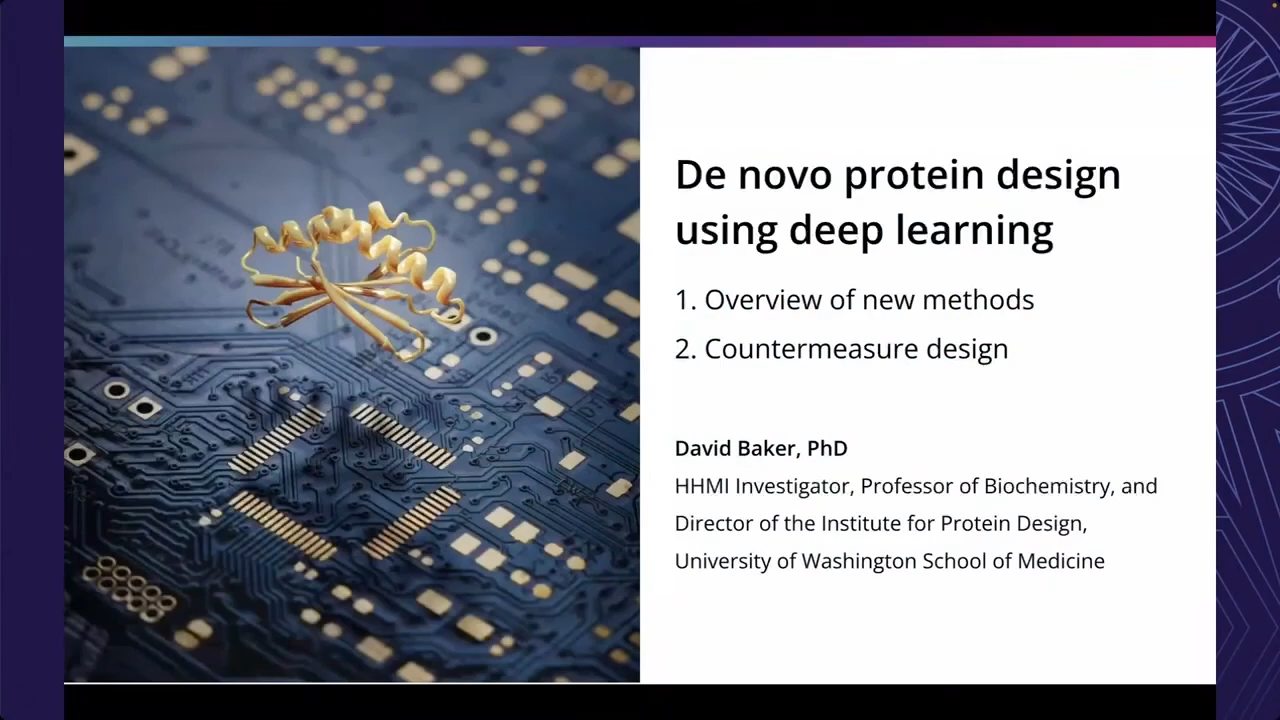 De novo protein design
using deep learning
1. Overview of new methods
2. Countermeasure design
David Baker, PhD
HHMI Investigator, Professor of Biochemistry, and
Director of the Institute for Protein Design,
University of Washington School of Medicine